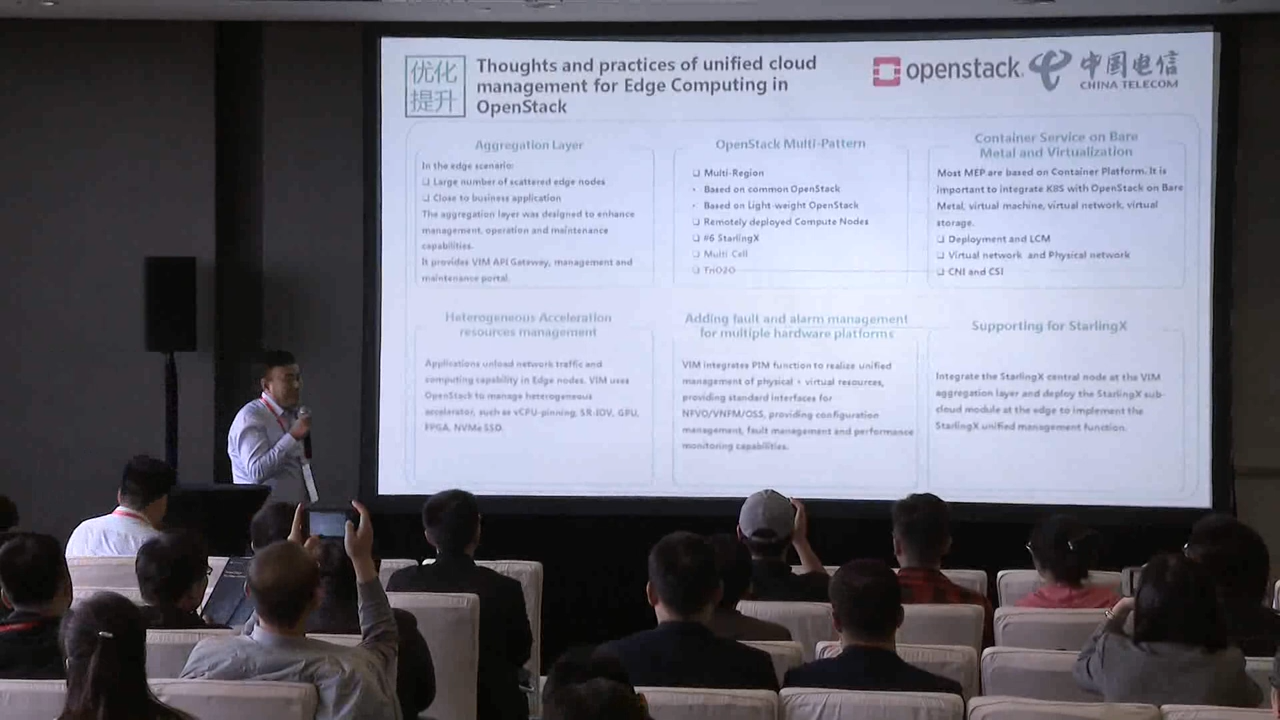 优化
提升
Thoughts and practices of unified cloud
management for Edge Computing in
OpenStack
openstack.
中国电信
CHINA TELECOM
Aggregation Layer
In the edge scenario:
❑ Large number of scattered edge nodes
❑ Close to business application
The aggregation layer was designed to enhance
management, operation and maintenance
capabilities.
It provides VIM API Gateway, management and
maintenance portal.
OpenStack Multi-Pattern
❑ Multi-Region
• Based on common OpenStack
• Based on Light-weight OpenStack
❑ Remotely deployed Compute Nodes
❑ #6 StarlingX
❑ Multi Cell
❑ TriO2O
Container Service on Bare
Metal and Virtualization
Most MEP are based on Container Platform. It is
important to integrate K8S with OpenStack on Bare
Metal, virtual machine, virtual network, virtual
storage.
❑ Deployment and LCM
❑ Virtual network and Physical network
❑ CNI and CSI
Heterogeneous Acceleration
resources management
Applications unload network traffic and
computing capability in Edge nodes. VIM uses
OpenStack to manage heterogeneous
accelerator, such as vCPU-pinning, SR-IOV, GPU,
FPGA, NVMe SSD.
Adding fault and alarm management
for multiple hardware platforms
VIM integrates PIM function to realize unified
management of physical + virtual resources,
providing standard interfaces for
NFVO/VNFM/OSS, providing configuration
management, fault management and performance
monitoring capabilities.
Supporting for StarlingX
Integrate the StarlingX central node at the VIM
aggregation layer and deploy the StarlingX sub-
cloud module at the edge to implement the
StarlingX unified management function.